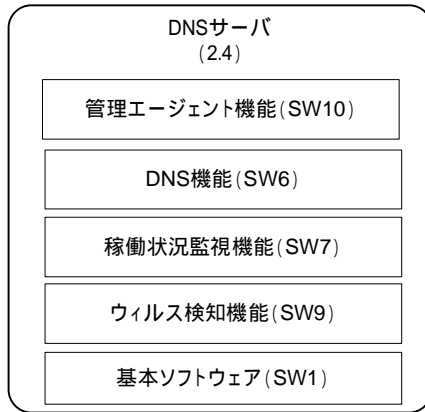 DNSサーバ
(2.4)
管理エージェント機能(SW10)
DNS機能(SW6)
稼働状況監視機能(SW7)
ウィルス検知機能(SW9)
基本ソフトウェア(SW1)